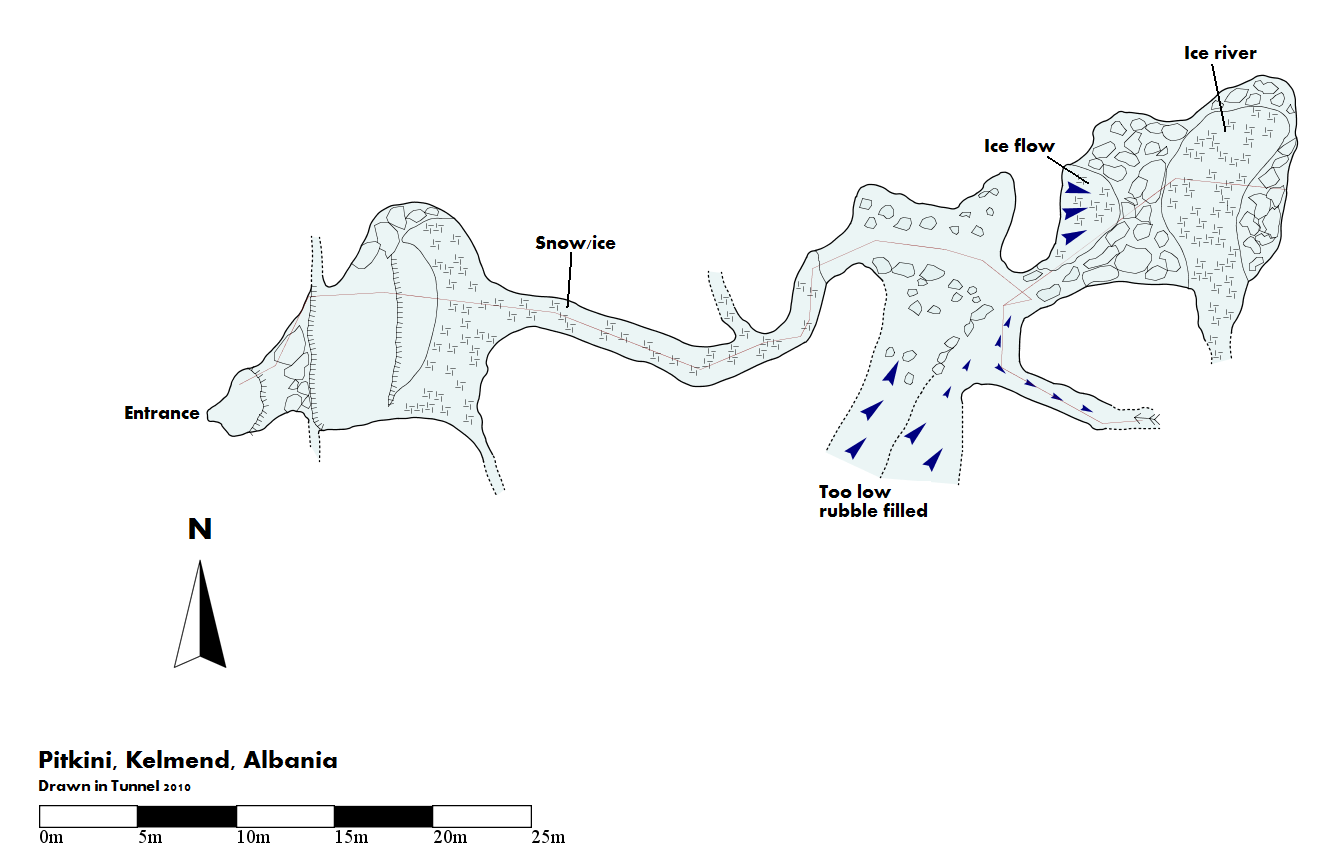 Ice river
Ice flow
Snow/ice
Entrance
Too low
rubble filled
N
Pitkini, Kelmend, Albania
Drawn in Tunnel 2010
0m 5m 10m 15m 20m 25m